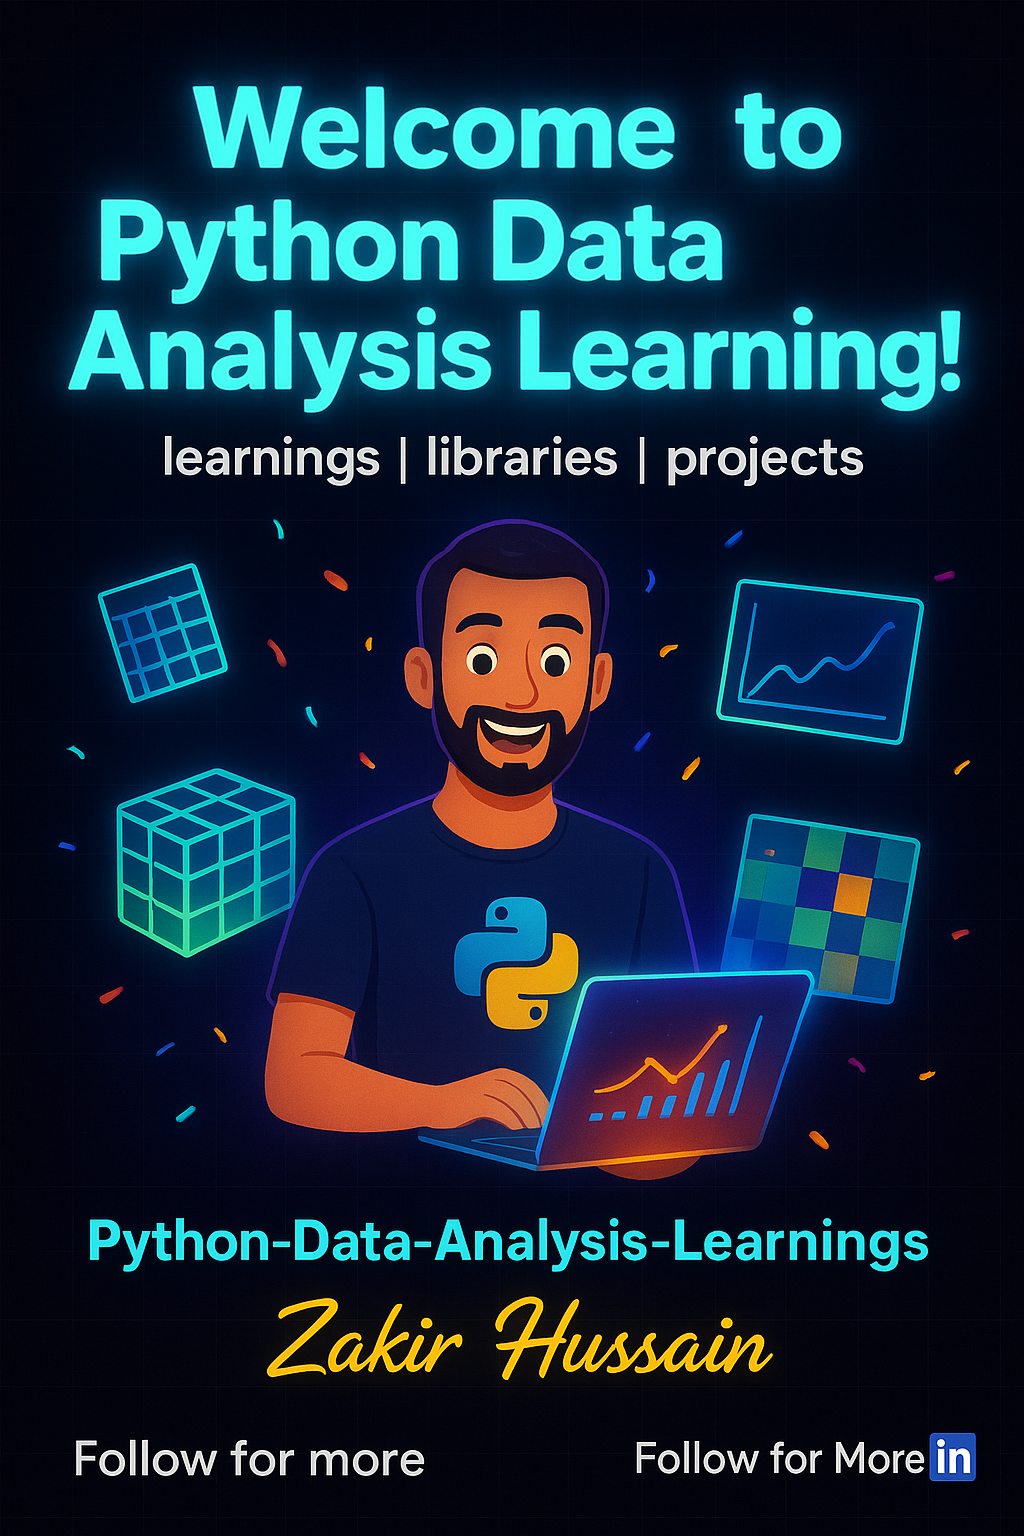 Welcome to
Python Data
Analysis Learning!
learnings | libraries | projects
Python-Data-Analysis-Learnings
Zakir Hussain
Follow for more
Follow for More in